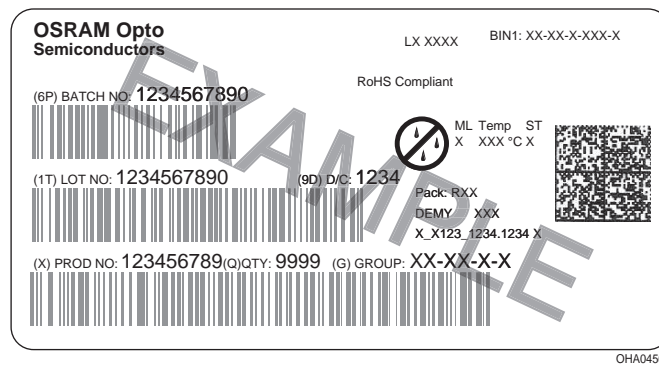 OSRAM Opto
Semiconductors
LX XXXX
BIN1: XX-XX-X-XXX-X
RoHS Compliant
(6P) BATCH NO: 1234567890
ML Temp ST
X XXX °C X
(1T) LOT NO: 1234567890 (9D) D/C: 1234
Pack: RXX
DEMY XXX
X_X123_1234.1234 X
(X) PROD NO: 123456789(Q)QTY: 9999 (G) GROUP: XX-XX-X-X
EXAMPLE